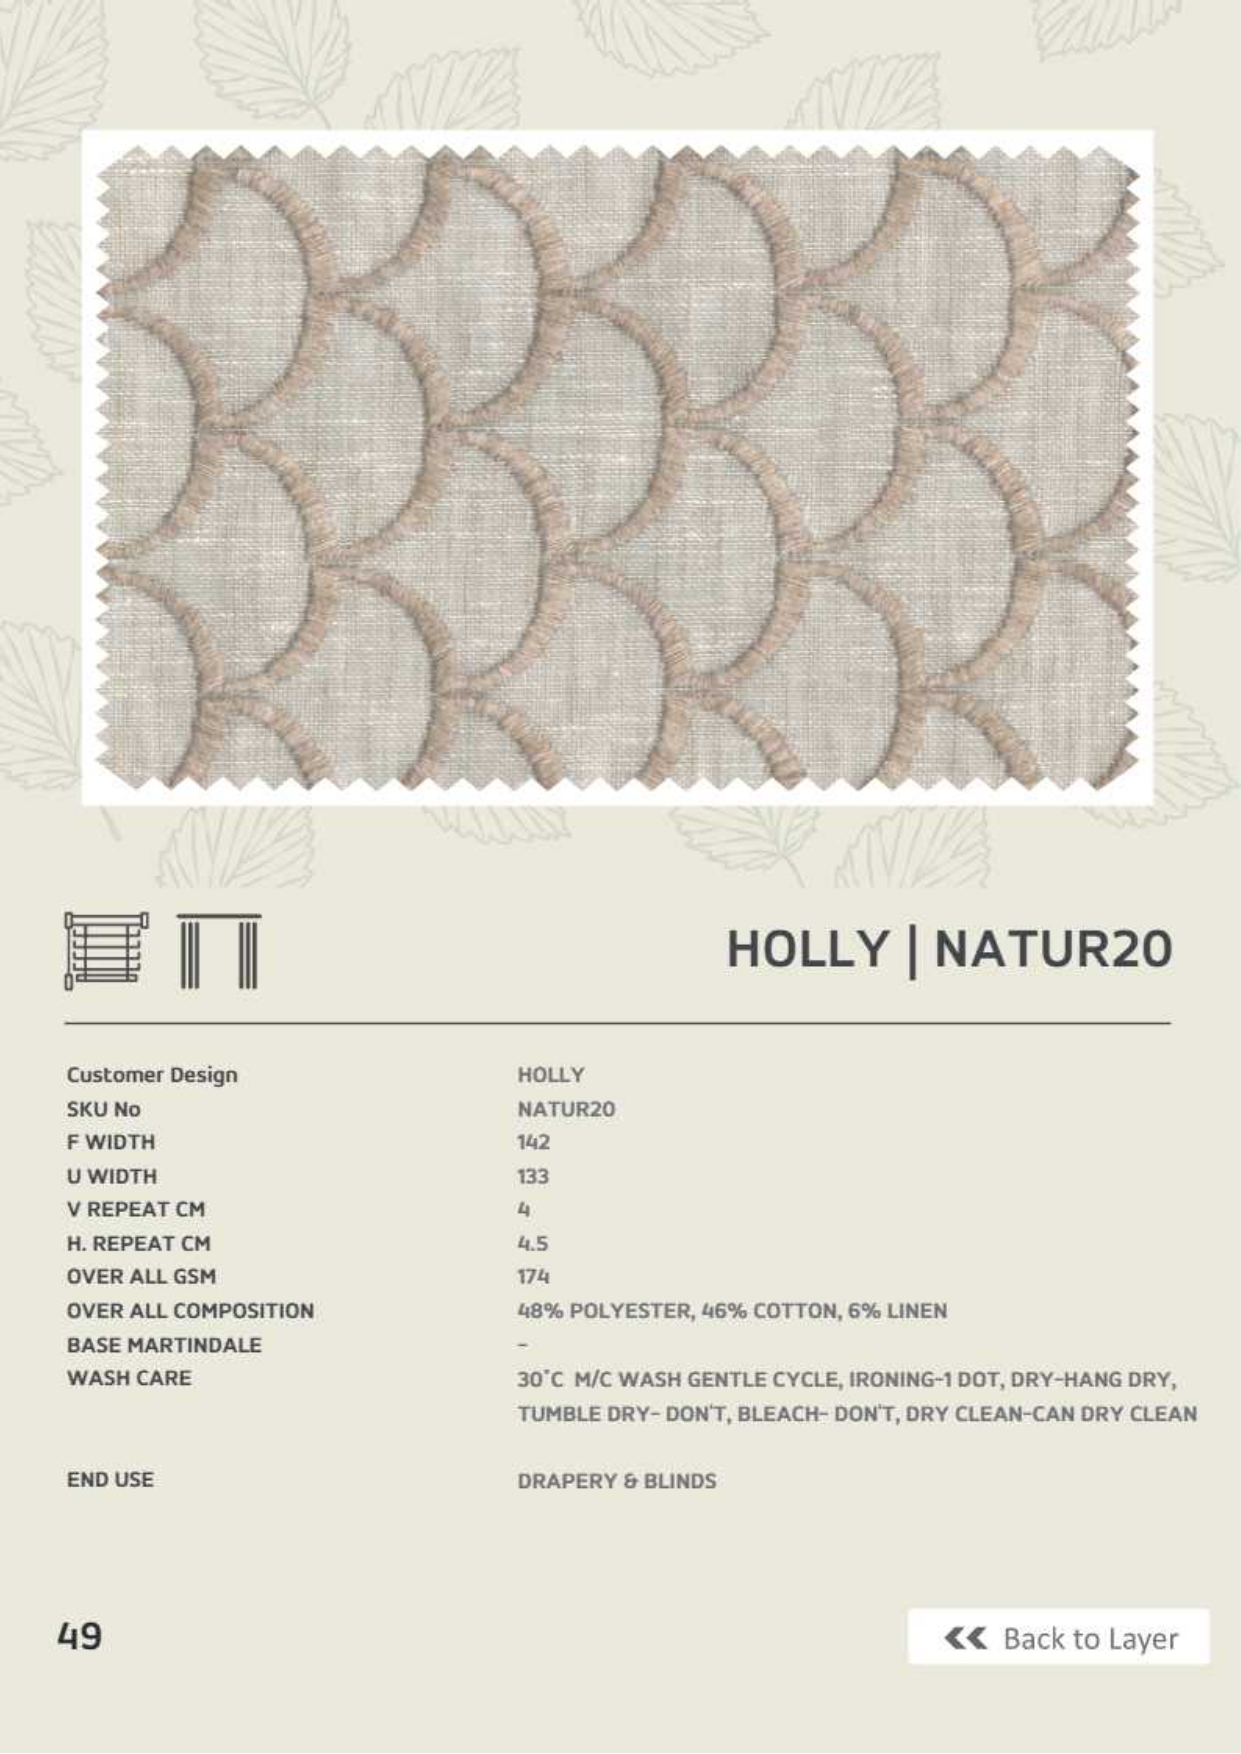 HOLLY | NATUR20
Customer Design HOLLY
SKU No NATUR20
F WIDTH 142
U WIDTH 133
V REPEAT CM 4
H. REPEAT CM 4.5
OVER ALL GSM 174
OVER ALL COMPOSITION 48% POLYESTER, 46% COTTON, 6% LINEN
BASE MARTINDALE –
WASH CARE 30°C M/C WASH GENTLE CYCLE, IRONING-1 DOT, DRY-HANG DRY,
TUMBLE DRY- DON'T, BLEACH- DON'T, DRY CLEAN-CAN DRY CLEAN
END USE DRAPERY & BLINDS
49
Back to Layer